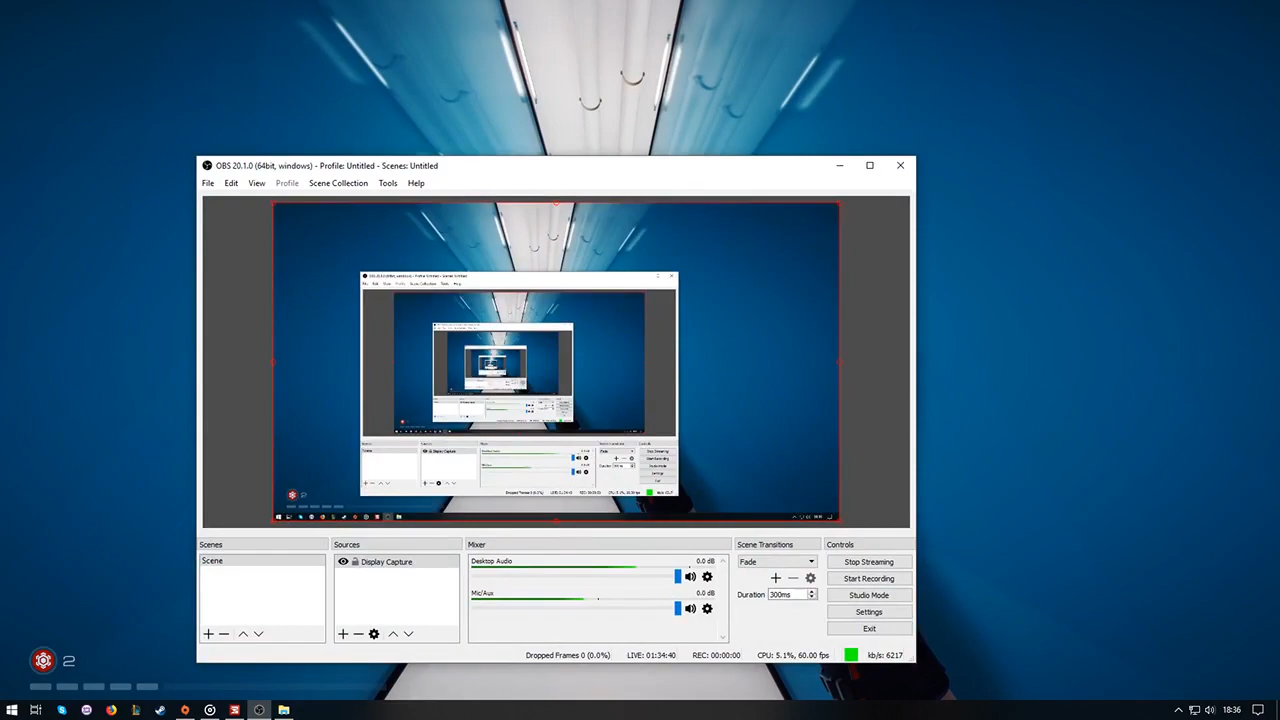 OBS 20.1.0 (64bit, windows) - Profile: Untitled - Scenes: Untitled
File Edit View Profile Scene Collection Tools Help
Scenes
Scene
Sources
Display Capture
Mixer
Desktop Audio 0.0 dB
Mic/Aux 0.0 dB
Scene Transitions
Fade
Duration 300ms
Controls
Stop Streaming
Start Recording
Studio Mode
Settings
Exit
Dropped Frames 0 (0.0%) LIVE: 01:34:40 REC: 00:00:00 CPU: 5.1%, 60.00 fps kb/s: 6217
2
18:36